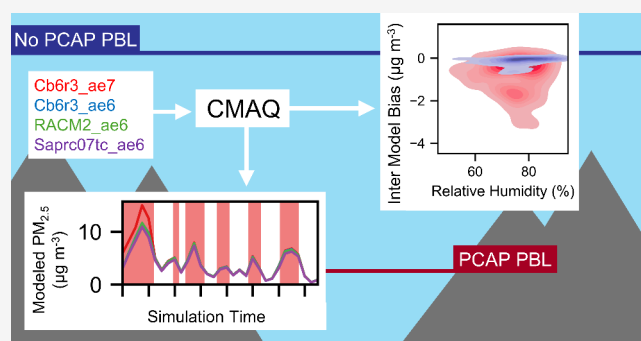 No PCAP PBL
Cb6r3_ae7
Cb6r3_ae6
RACM2_ae6
Saprc07tc_ae6
CMAQ
Inter Model Bias (μg m-3)
0
−2
−4
60
80
Relative Humidity (%)
Modeled PM2.5
(μg m-3)
10
0
Simulation Time
PCAP PBL